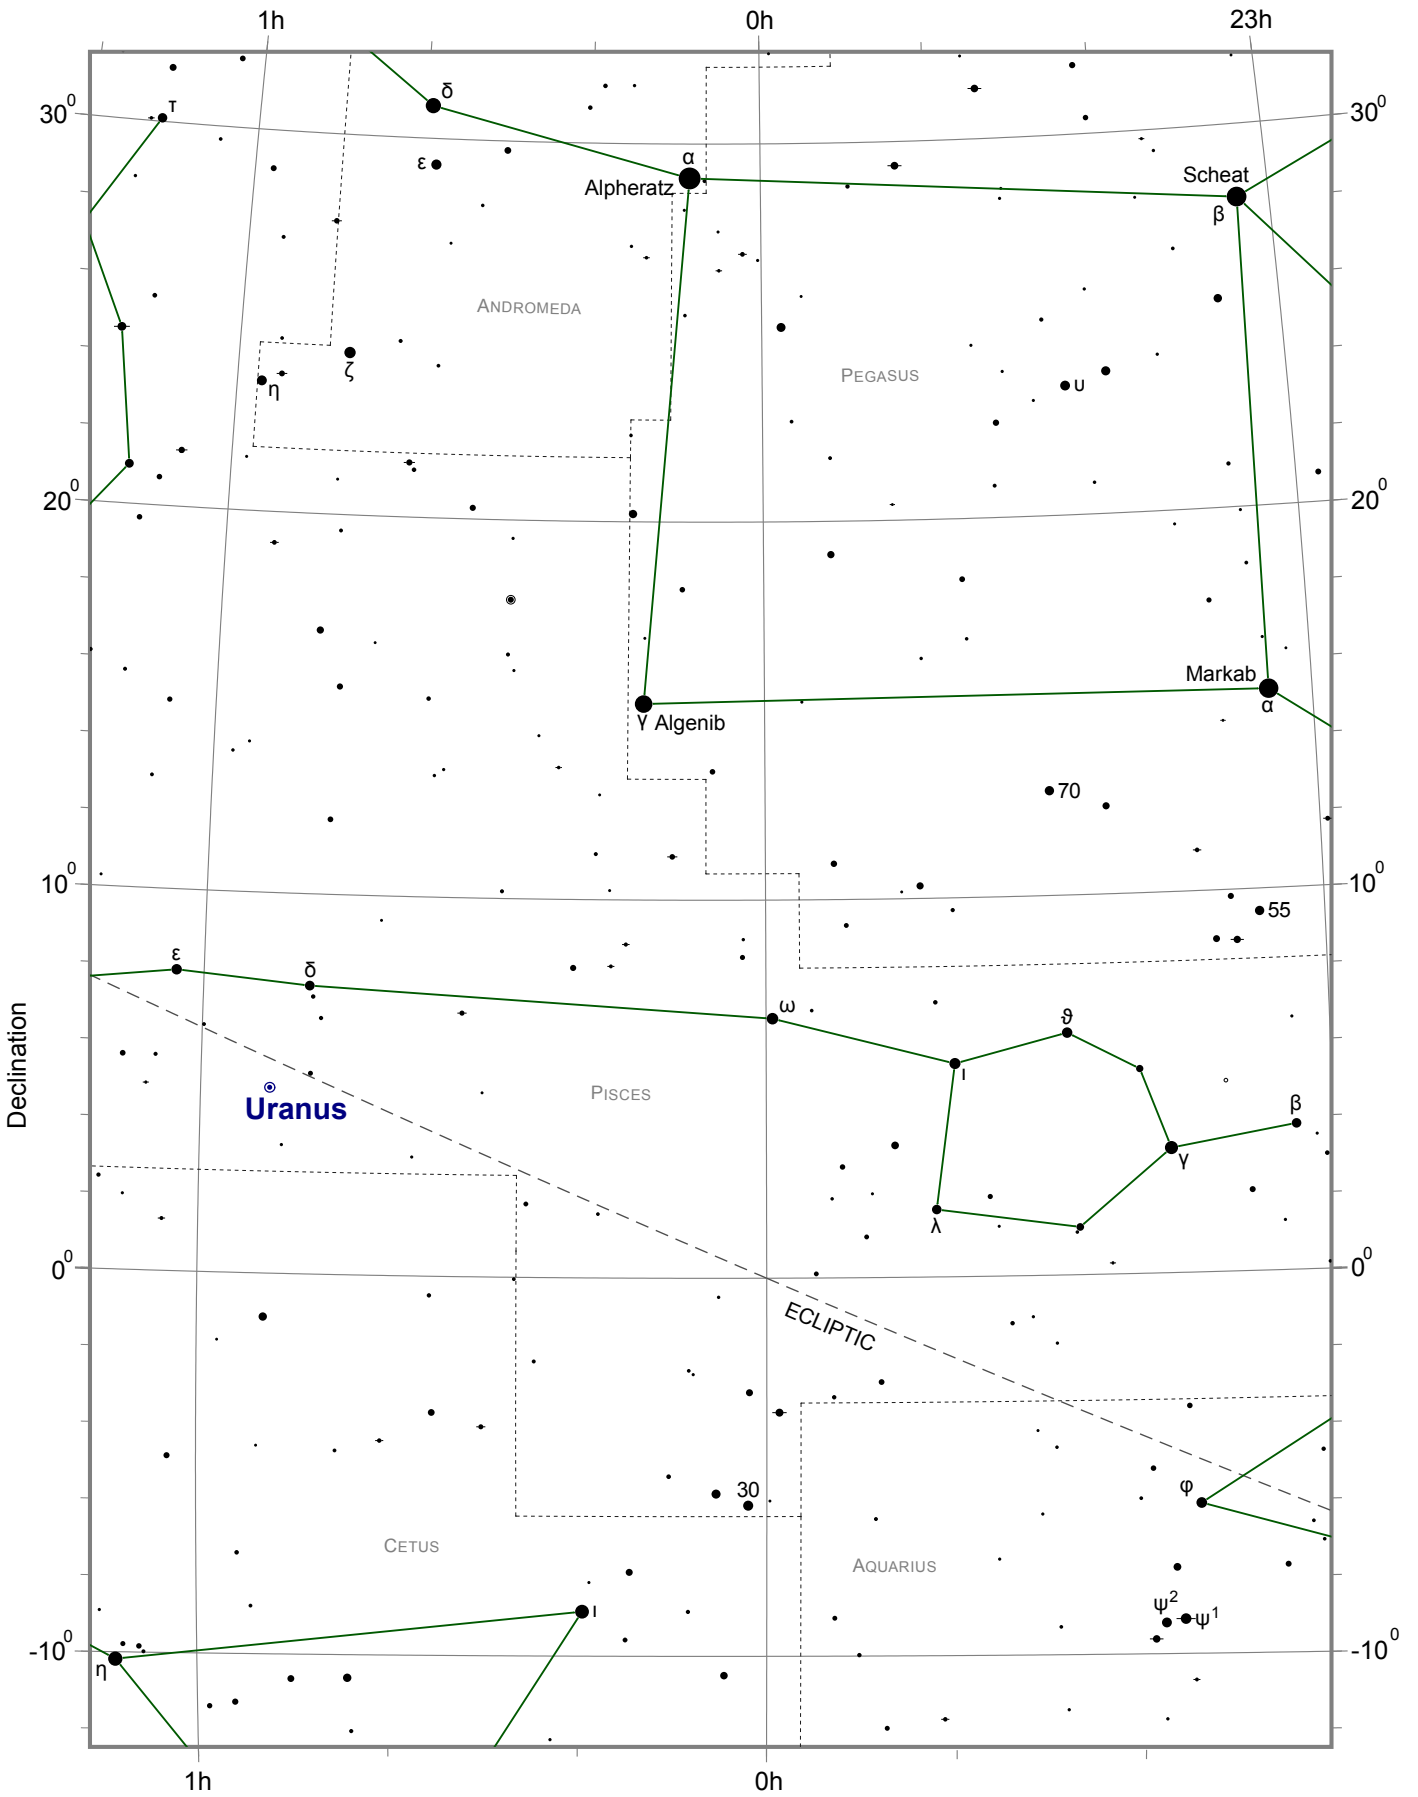 1h 0h 23h
δ
τ
30⁰ 30⁰
α
ε
Scheat
Alpheratz
β
ANDROMEDA
ζ
PEGASUS
η
υ
20⁰ 20⁰
Markab
α
γ Algenib
70
10⁰ 10⁰
55
ε
δ
ω
ϑ
Declination
ι
Uranus
PISCES
β
γ
λ
0⁰ 0⁰
ECLIPTIC
30
φ
CETUS
AQUARIUS
ψ²
ι
ψ¹
-10⁰ -10⁰
η
1h 0h